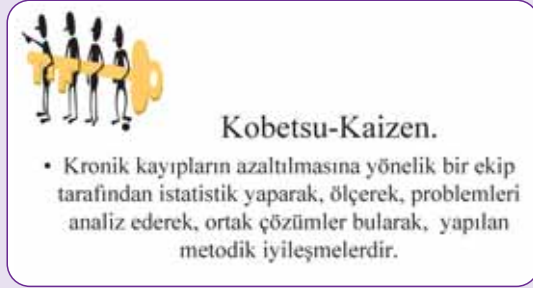 Kobetsu-Kaizen.
• Kronik kayıpların azaltılmasına yönelik bir ekip
tarafından istatistik yaparak, ölçerek, problemleri
analiz ederek, ortak çözümler bularak, yapılan
metodik iyileşmelerdir.